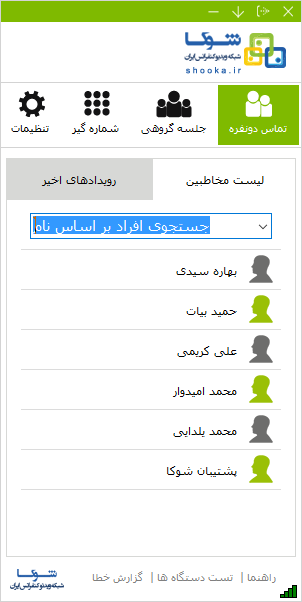 شوکا
شبکه ویدئو کنفرانس ایران
shooka.ir
تماس دونفره
جلسه گروهی
شماره گیر
تنظیمات
لیست مخاطبین
رویدادهای اخیر
جستجوی افراد بر اساس نام
بهاره سیدی
حمید بیات
علی کریمی
محمد امیدوار
محمد یلدایی
پشتیبان شوکا
راهنما | تست دستگاه ها | گزارش خطا
شوکا
شبکه ویدئو کنفرانس ایران